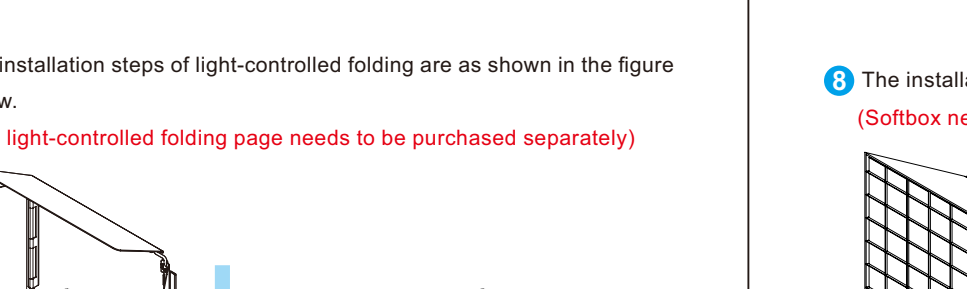 installation steps of light-controlled folding are as shown in the figure
w.
light-controlled folding page needs to be purchased separately)
8 The install
(Softbox ne